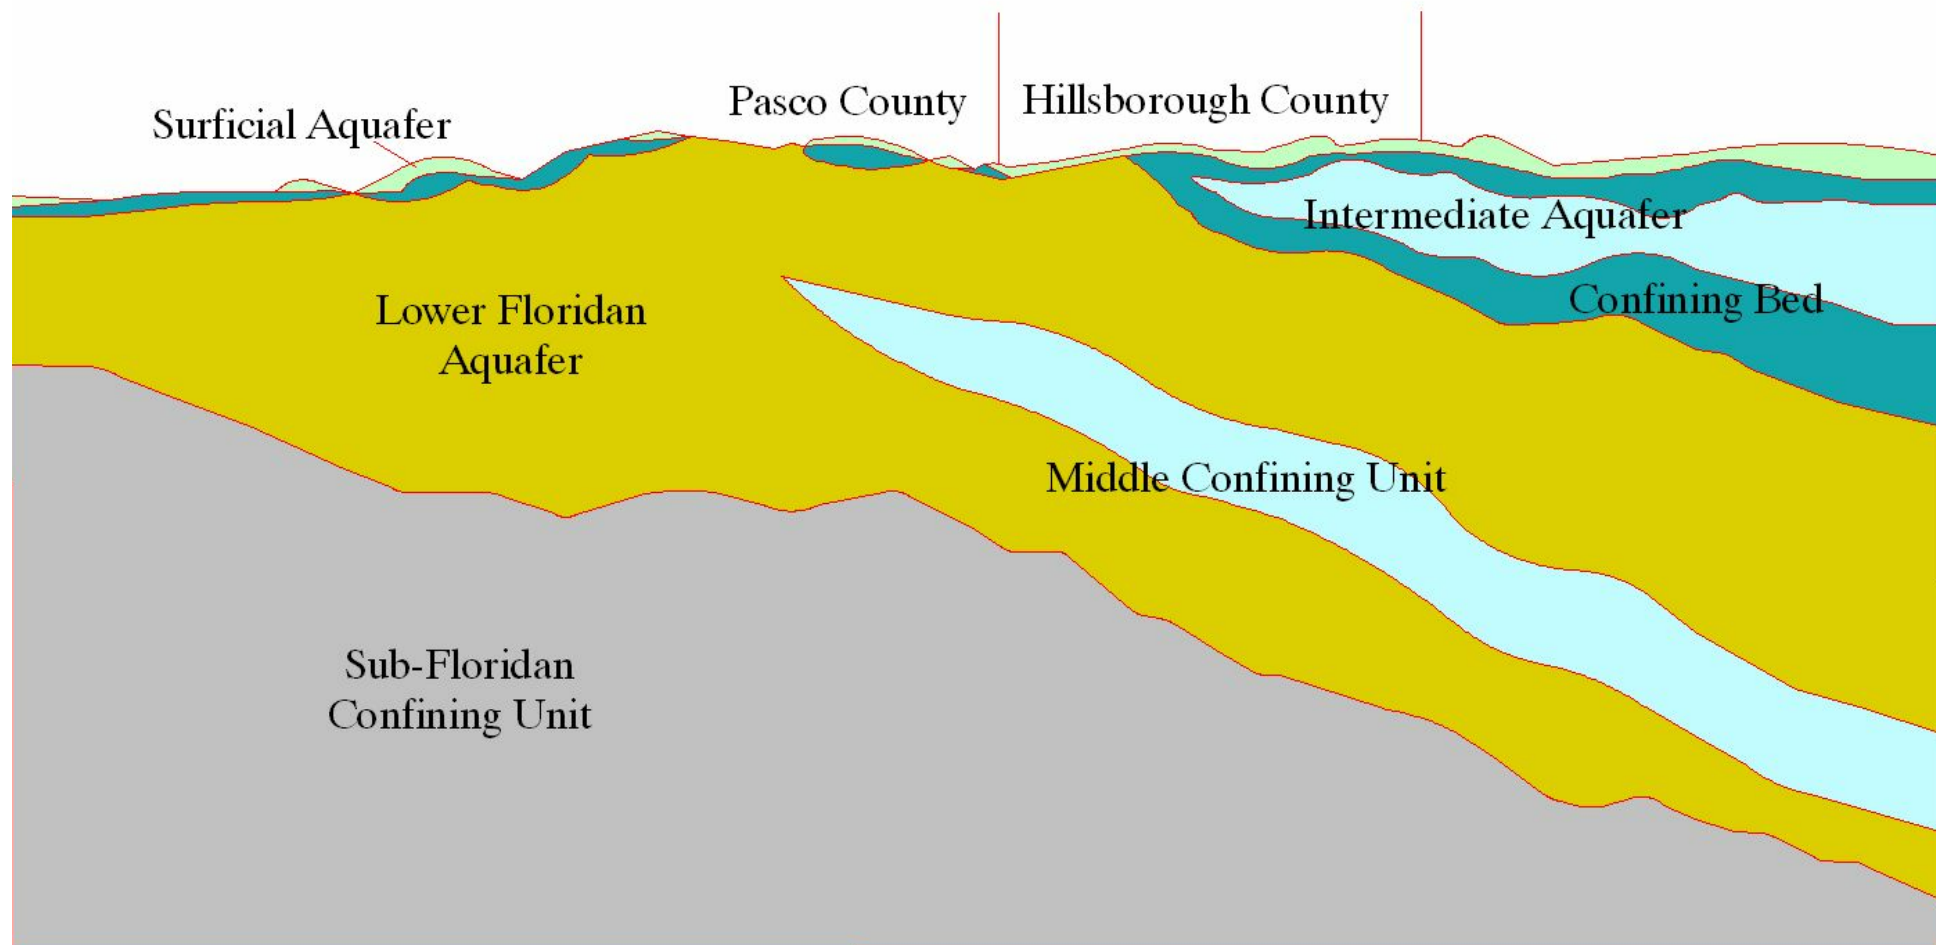 Pasco County
Hillsborough County
Surficial Aquafer
Intermediate Aquafer
Confining Bed
Lower Floridan
Aquafer
Middle Confining Unit
Sub-Floridan
Confining Unit